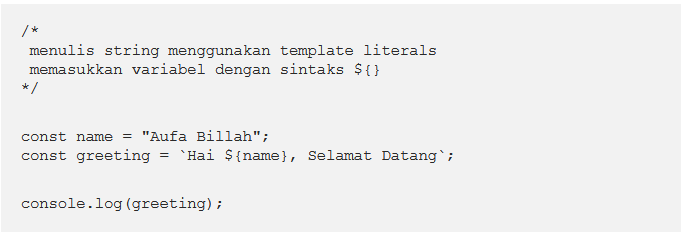 /*
menulis string menggunakan template literals
memasukkan variabel dengan sintaks ${}
*/
const name = "Aufa Billah";
const greeting = `Hai ${name}, Selamat Datang`;
console.log(greeting);